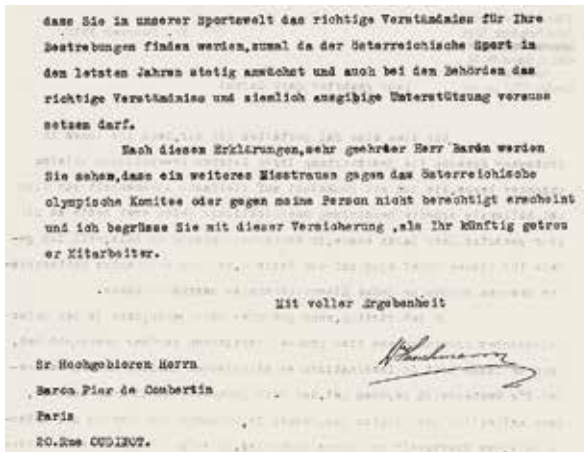 dass Sie in unserer Sportswelt das richtige Verständniss für Ihre
Bestrebungen finden werden, zumal da der österreichische Sport in
den letzten Jahren stetig anwächst und auch bei den Behörden das
richtige Verständniss und ziemlich ausgibige Unterstützung voraus
setzen darf.
Nach diesen Erklärungen, sehr geehrter Herr Barón werden
Sie sehen, dass ein weiteres Misstraues gegen das österreichische
olympische Komitee oder gegen meine Person nicht berechtigt erscheint
und ich begrüsse Sie mit dieser Versicherung , als Ihr künftig getreu
er Mitarbeiter.
Mit voller Ergebenheit
Sr Hochgebioren Herrn
Baron Pier de Combertin
Paris
20.Rue OUDINOT.